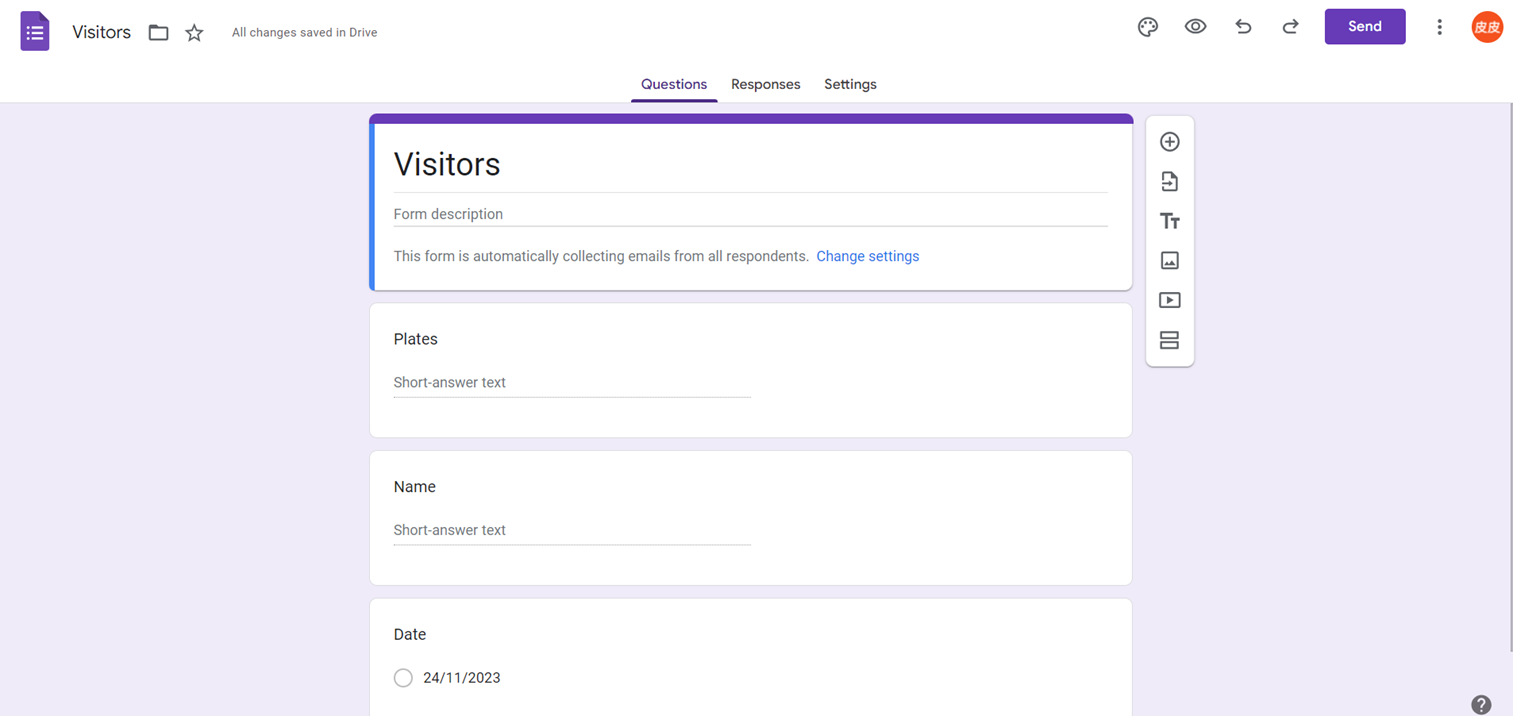 Visitors
All changes saved in Drive
Send
皮皮
Questions
Responses
Settings
Visitors
Form description
This form is automatically collecting emails from all respondents. Change settings
Plates
Short-answer text
Name
Short-answer text
Date
24/11/2023